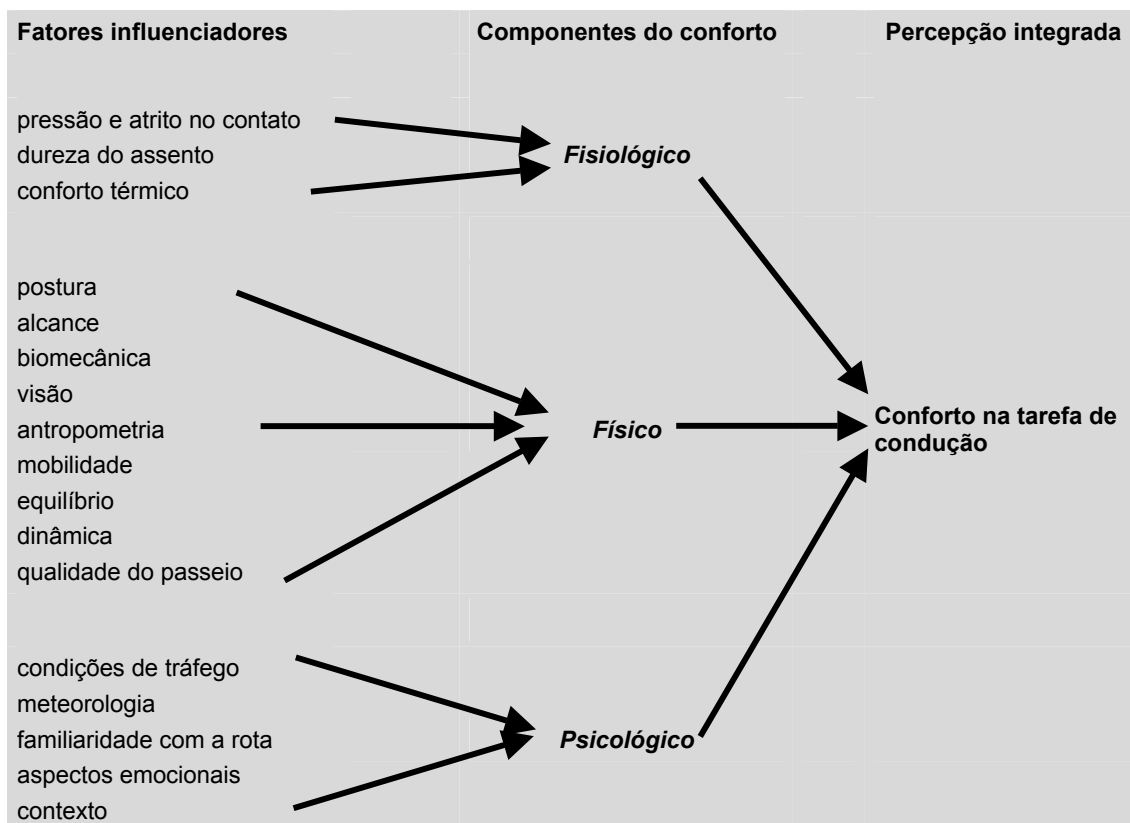 Fatores influenciadores
Componentes do conforto
Percepção integrada
pressão e atrito no contato
dureza do assento
conforto térmico
Fisiológico
postura
alcance
biomecânica
visão
antropometria
mobilidade
equilíbrio
dinâmica
qualidade do passeio
Físico
Conforto na tarefa de
condução
condições de tráfego
meteorologia
familiaridade com a rota
aspectos emocionais
contexto
Psicológico